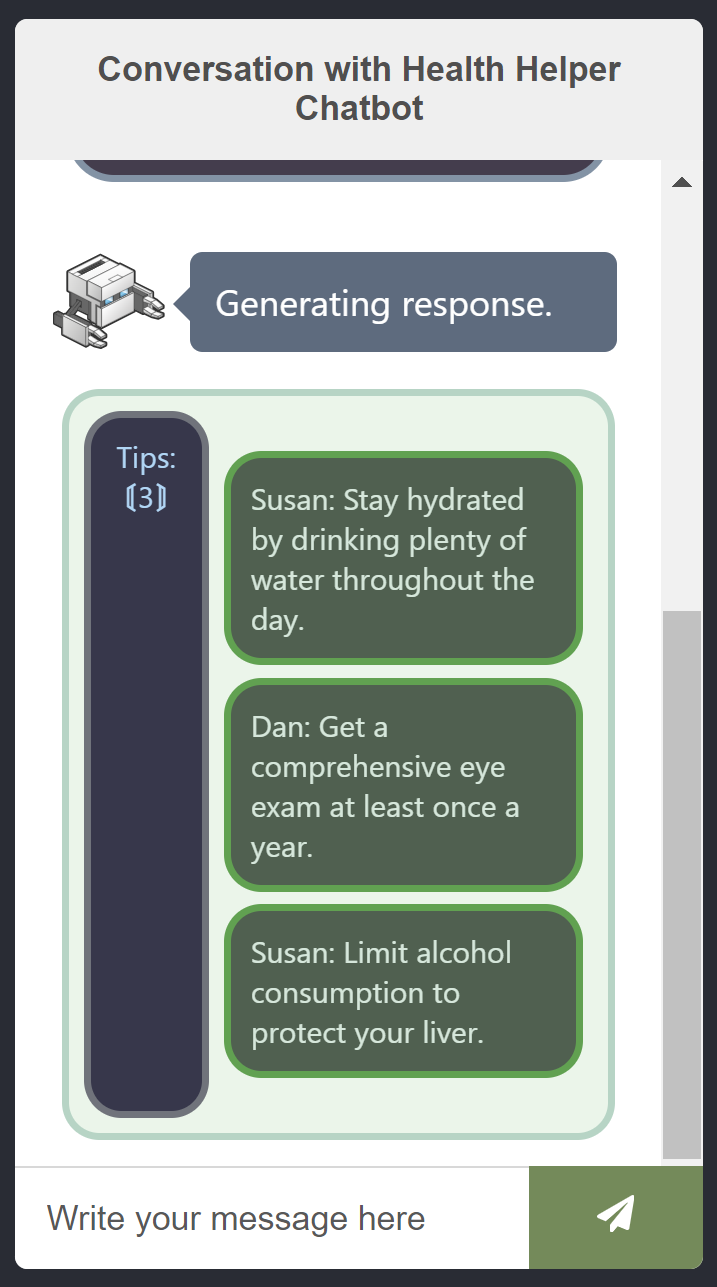 Conversation with Health Helper
Chatbot
Generating response.
Tips:
⟬3⟭
Susan: Stay hydrated
by drinking plenty of
water throughout the
day.
Dan: Get a
comprehensive eye
exam at least once a
year.
Susan: Limit alcohol
consumption to
protect your liver.
Write your message here